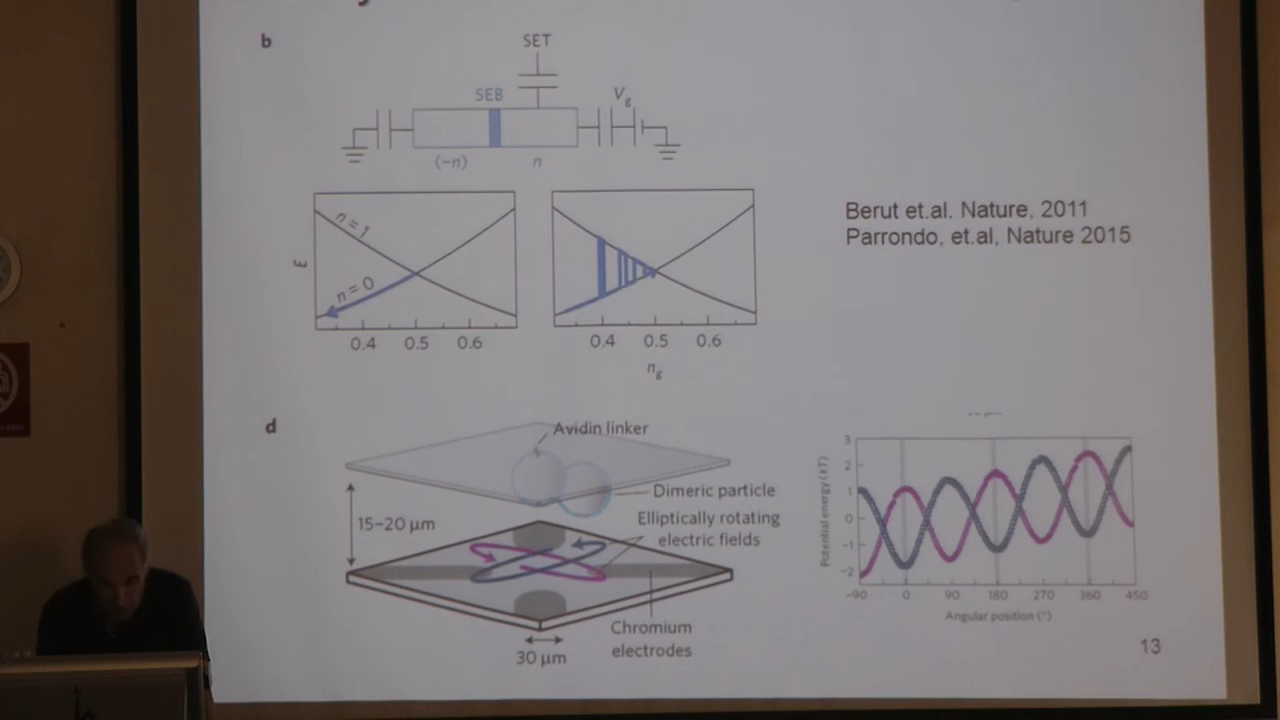 b
SET
SEB
Vg
(-n)
n
n = 1
n = 0
ε
0.4
0.5
0.6
0.4
0.5
0.6
ng
Berut et.al. Nature, 2011
Parrondo, et.al, Nature 2015
d
Avidin linker
Dimeric particle
15–20 μm
Elliptically rotating
electric fields
Chromium
electrodes
30 μm
Potential energy (kT)
3
2
1
0
−1
−2
−90
0
90
180
270
360
450
Angular position (°)
13